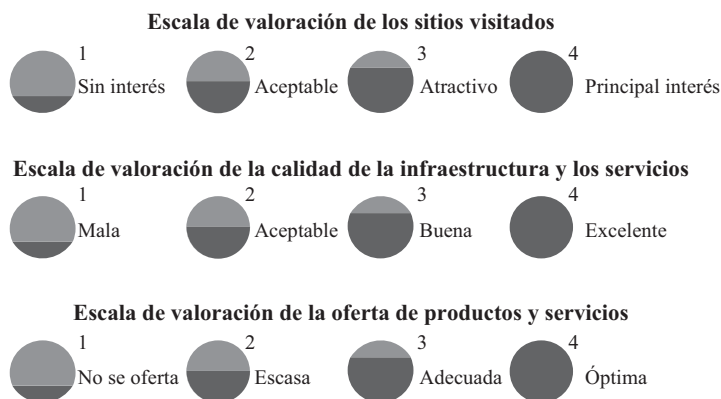 Escala de valoración de los sitios visitados
1 2 3 4
Sin interés Aceptable Atractivo Principal interés
Escala de valoración de la calidad de la infraestructura y los servicios
1 2 3 4
Mala Aceptable Buena Excelente
Escala de valoración de la oferta de productos y servicios
1 2 3 4
No se oferta Escasa Adecuada Óptima